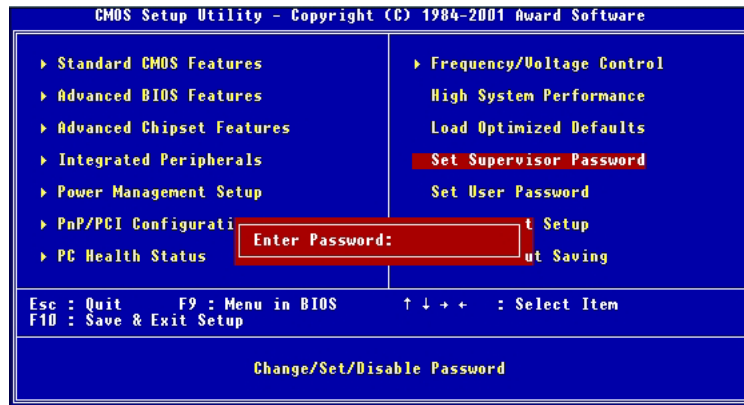 CMOS Setup Utility - Copyright (C) 1984-2001 Award Software
▸ Standard CMOS Features
▸ Advanced BIOS Features
▸ Advanced Chipset Features
▸ Integrated Peripherals
▸ Power Management Setup
▸ PnP/PCI Configurati
▸ PC Health Status
▸ Frequency/Voltage Control
High System Performance
Load Optimized Defaults
Set Supervisor Password
Set User Password
t Setup
ut Saving
Enter Password:
Esc : Quit F9 : Menu in BIOS ↑ ↓ → ← : Select Item
F10 : Save & Exit Setup
Change/Set/Disable Password